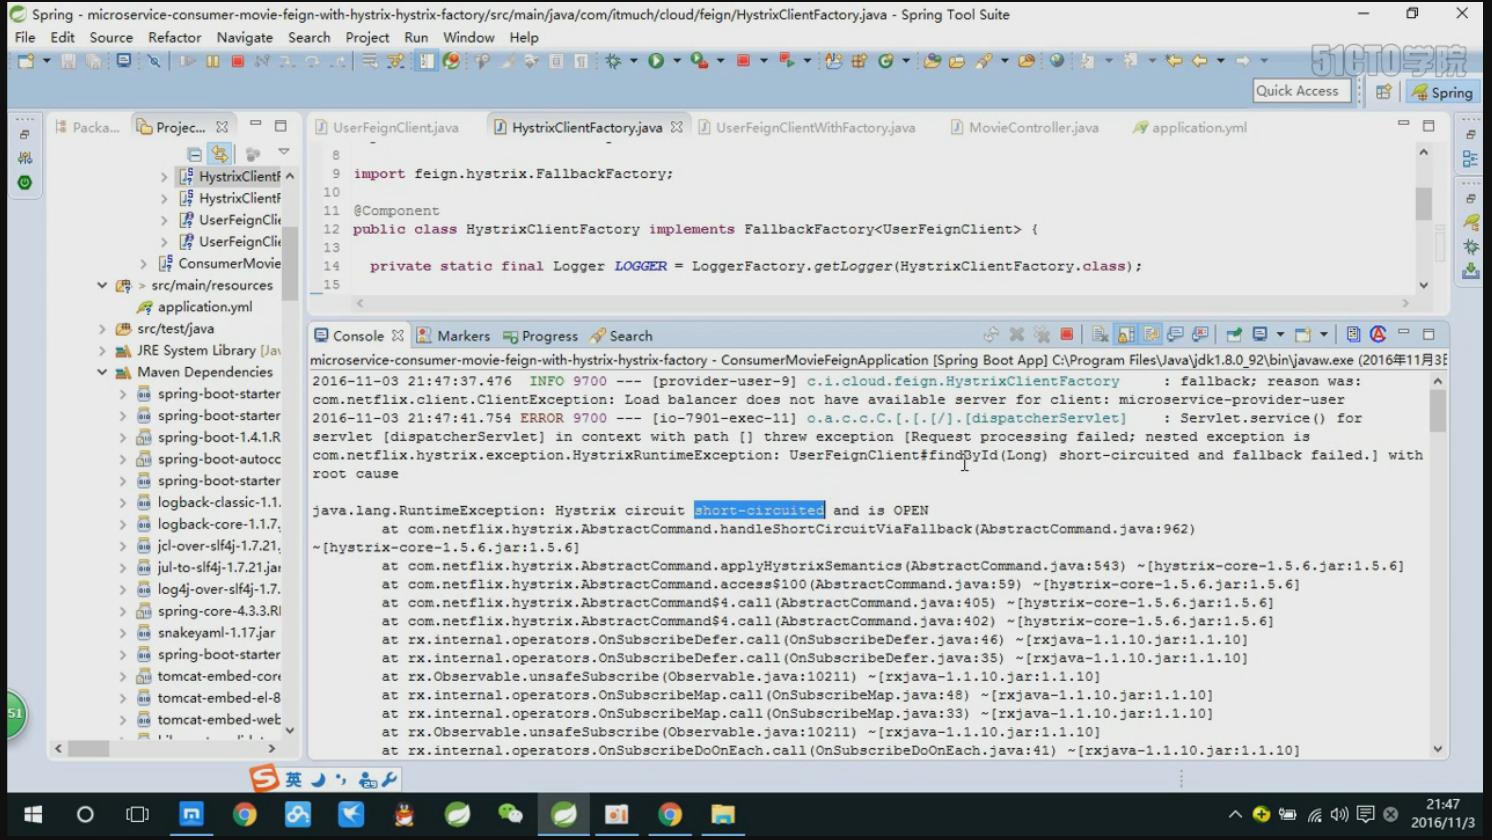 Spring - microservice-consumer-movie-feign-with-hystrix-hystrix-factory/src/main/java/com/itmuch/cloud/feign/HystrixClientFactory.java - Spring Tool Suite
File Edit Source Refactor Navigate Search Project Run Window Help
51CTO学院
Quick Access
Spring
Packa...
Projec...
UserFeignClient.java
HystrixClientFactory.java
UserFeignClientWithFactory.java
MovieController.java
application.yml
HystrixClientF
HystrixClientF
UserFeignClie
UserFeignClie
ConsumerMovie
> src/main/resources
application.yml
src/test/java
JRE System Library [Jav
Maven Dependencies
spring-boot-starter
spring-boot-starter
spring-boot-1.4.1.R
spring-boot-autocc
spring-boot-starter
logback-classic-1.1.
logback-core-1.1.7.
jcl-over-slf4j-1.7.21.
jul-to-slf4j-1.7.21.jar
log4j-over-slf4j-1.7.
spring-core-4.3.3.RI
snakeyaml-1.17.jar
spring-boot-starter
tomcat-embed-core
tomcat-embed-el-8
tomcat-embed-web
8
9 import feign.hystrix.FallbackFactory;
10
11 @Component
12 public class HystrixClientFactory implements FallbackFactory<UserFeignClient> {
13
14 private static final Logger LOGGER = LoggerFactory.getLogger(HystrixClientFactory.class);
15
Console Markers Progress Search
microservice-consumer-movie-feign-with-hystrix-hystrix-factory - ConsumerMovieFeignApplication [Spring Boot App] C:\Program Files\Java\jdk1.8.0_92\bin\javaw.exe (2016年11月3日
2016-11-03 21:47:37.476 INFO 9700 --- [provider-user-9] c.i.cloud.feign.HystrixClientFactory : fallback; reason was:
com.netflix.client.ClientException: Load balancer does not have available server for client: microservice-provider-user
2016-11-03 21:47:41.754 ERROR 9700 --- [io-7901-exec-11] o.a.c.c.C.[.[.[/].[dispatcherServlet] : Servlet.service() for
servlet [dispatcherServlet] in context with path [] threw exception [Request processing failed; nested exception is
com.netflix.hystrix.exception.HystrixRuntimeException: UserFeignClient#findById(Long) short-circuited and fallback failed.] with
root cause
java.lang.RuntimeException: Hystrix circuit short-circuited and is OPEN
at com.netflix.hystrix.AbstractCommand.handleShortCircuitViaFallback(AbstractCommand.java:962)
~[hystrix-core-1.5.6.jar:1.5.6]
at com.netflix.hystrix.AbstractCommand.applyHystrixSemantics(AbstractCommand.java:543) ~[hystrix-core-1.5.6.jar:1.5.6]
at com.netflix.hystrix.AbstractCommand.access$100(AbstractCommand.java:59) ~[hystrix-core-1.5.6.jar:1.5.6]
at com.netflix.hystrix.AbstractCommand$4.call(AbstractCommand.java:405) ~[hystrix-core-1.5.6.jar:1.5.6]
at com.netflix.hystrix.AbstractCommand$4.call(AbstractCommand.java:402) ~[hystrix-core-1.5.6.jar:1.5.6]
at rx.internal.operators.OnSubscribeDefer.call(OnSubscribeDefer.java:46) ~[rxjava-1.1.10.jar:1.1.10]
at rx.internal.operators.OnSubscribeDefer.call(OnSubscribeDefer.java:35) ~[rxjava-1.1.10.jar:1.1.10]
at rx.Observable.unsafeSubscribe(Observable.java:10211) ~[rxjava-1.1.10.jar:1.1.10]
at rx.internal.operators.OnSubscribeMap.call(OnSubscribeMap.java:48) ~[rxjava-1.1.10.jar:1.1.10]
at rx.internal.operators.OnSubscribeMap.call(OnSubscribeMap.java:33) ~[rxjava-1.1.10.jar:1.1.10]
at rx.Observable.unsafeSubscribe(Observable.java:10211) ~[rxjava-1.1.10.jar:1.1.10]
at rx.internal.operators.OnSubscribeDoOnEach.call(OnSubscribeDoOnEach.java:41) ~[rxjava-1.1.10.jar:1.1.10]
51
英
21:47
2016/11/3